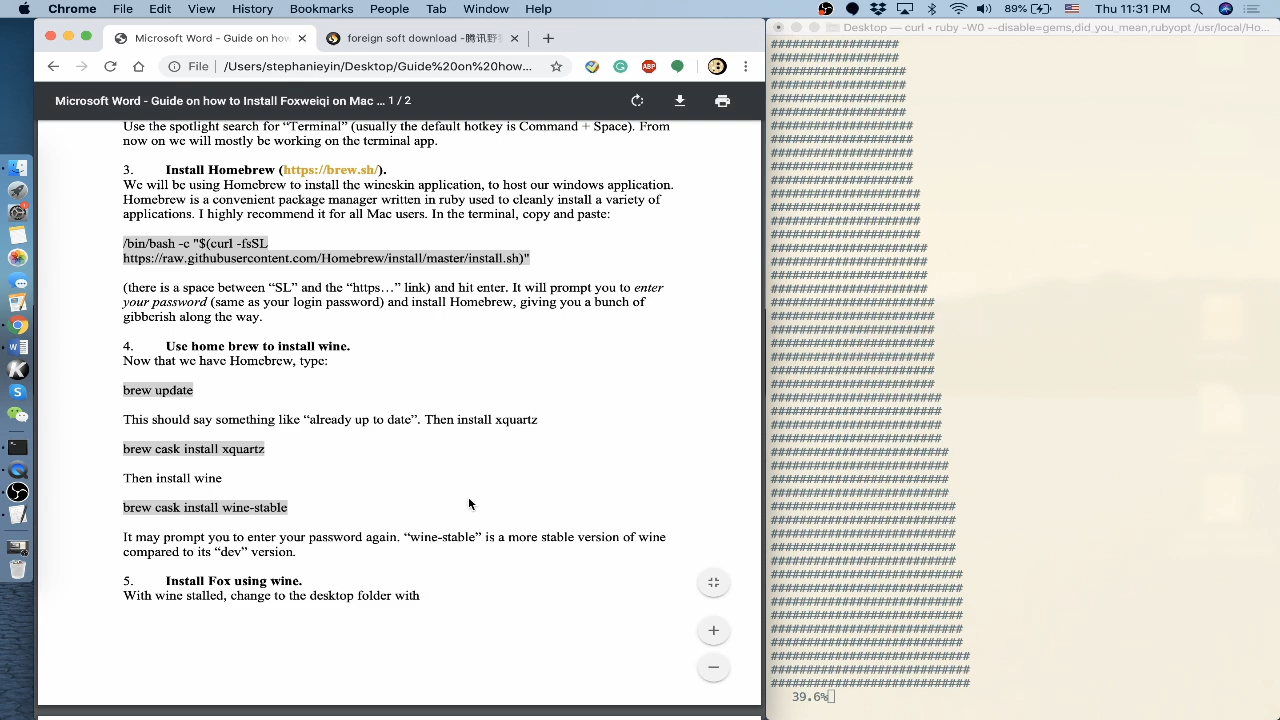 Chrome File Edit View History Bookmarks People Tab Window Help
89% Tue 11:31 PM
Microsoft Word - Guide on how
foreign soft download -腾讯野
File /Users/stephanieyin/Desktop/Guide%20on%20how...
Desktop — curl ◂ ruby -W0 --disable=gems,did_you_mean,rubyopt /usr/local/Ho...
Microsoft Word - Guide on how to Install Foxweiqi on Mac ... 1 / 2
Use the spotlight search for “Terminal” (usually the default hotkey is Command + Space). From
now on we will mostly be working on the terminal app.
3. Install Homebrew (https://brew.sh/).
We will be using Homebrew to install the wineskin application, to host our windows application.
Homebrew is a convenient package manager written in ruby used to cleanly install a variety of
applications. I highly recommend it for all Mac users. In the terminal, copy and paste:
/bin/bash -c "$(curl -fsSL
https://raw.githubusercontent.com/Homebrew/install/master/install.sh)"
(there is a space between “SL” and the “https…” link) and hit enter. It will prompt you to enter
your password (same as your login password) and install Homebrew, giving you a bunch of
gibberish along the way.
4. Use home brew to install wine.
Now that we have Homebrew, type:
brew update
This should say something like “already up to date”. Then install xquartz
brew cask install xquartz
Then install wine
brew cask install wine-stable
It may prompt you to enter your password again. “wine-stable” is a more stable version of wine
compared to its “dev” version.
5. Install Fox using wine.
With wine stalled, change to the desktop folder with
39.6%